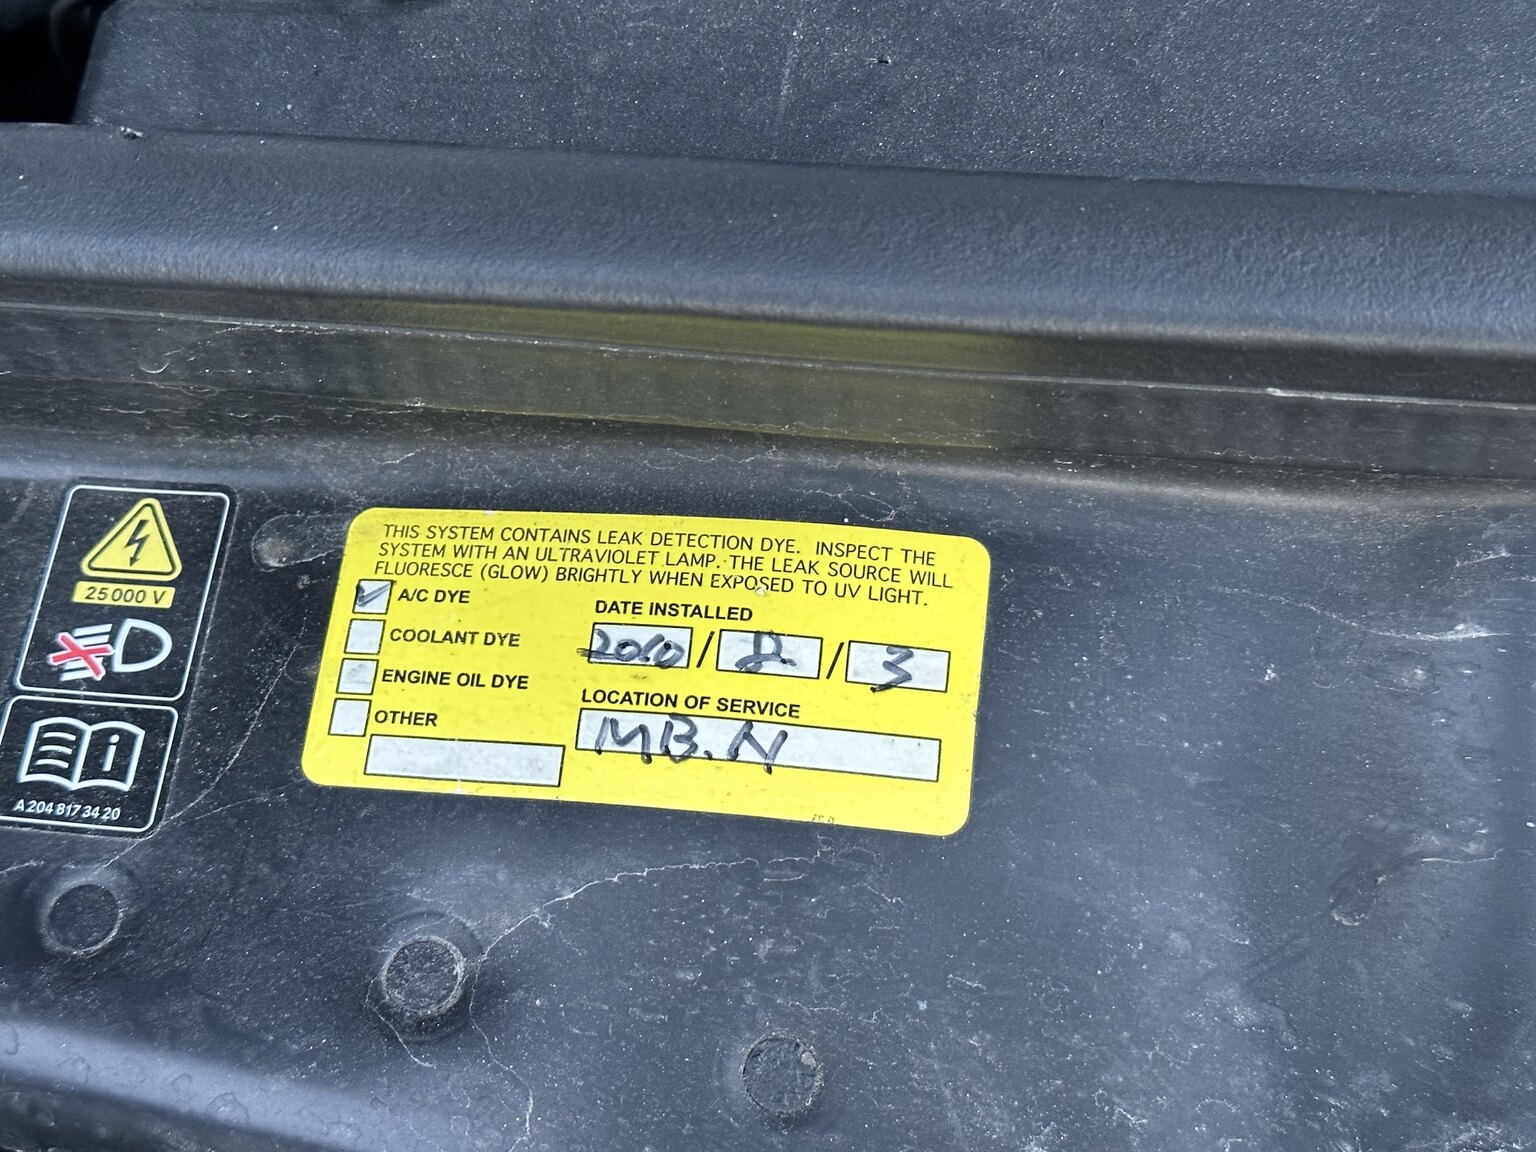 25000 V
A 204 817 34 20
THIS SYSTEM CONTAINS LEAK DETECTION DYE. INSPECT THE
SYSTEM WITH AN ULTRAVIOLET LAMP. THE LEAK SOURCE WILL
FLUORESCE (GLOW) BRIGHTLY WHEN EXPOSED TO UV LIGHT.
A/C DYE
COOLANT DYE
ENGINE OIL DYE
OTHER
DATE INSTALLED
2010 / 8 / 3
LOCATION OF SERVICE
MB. N